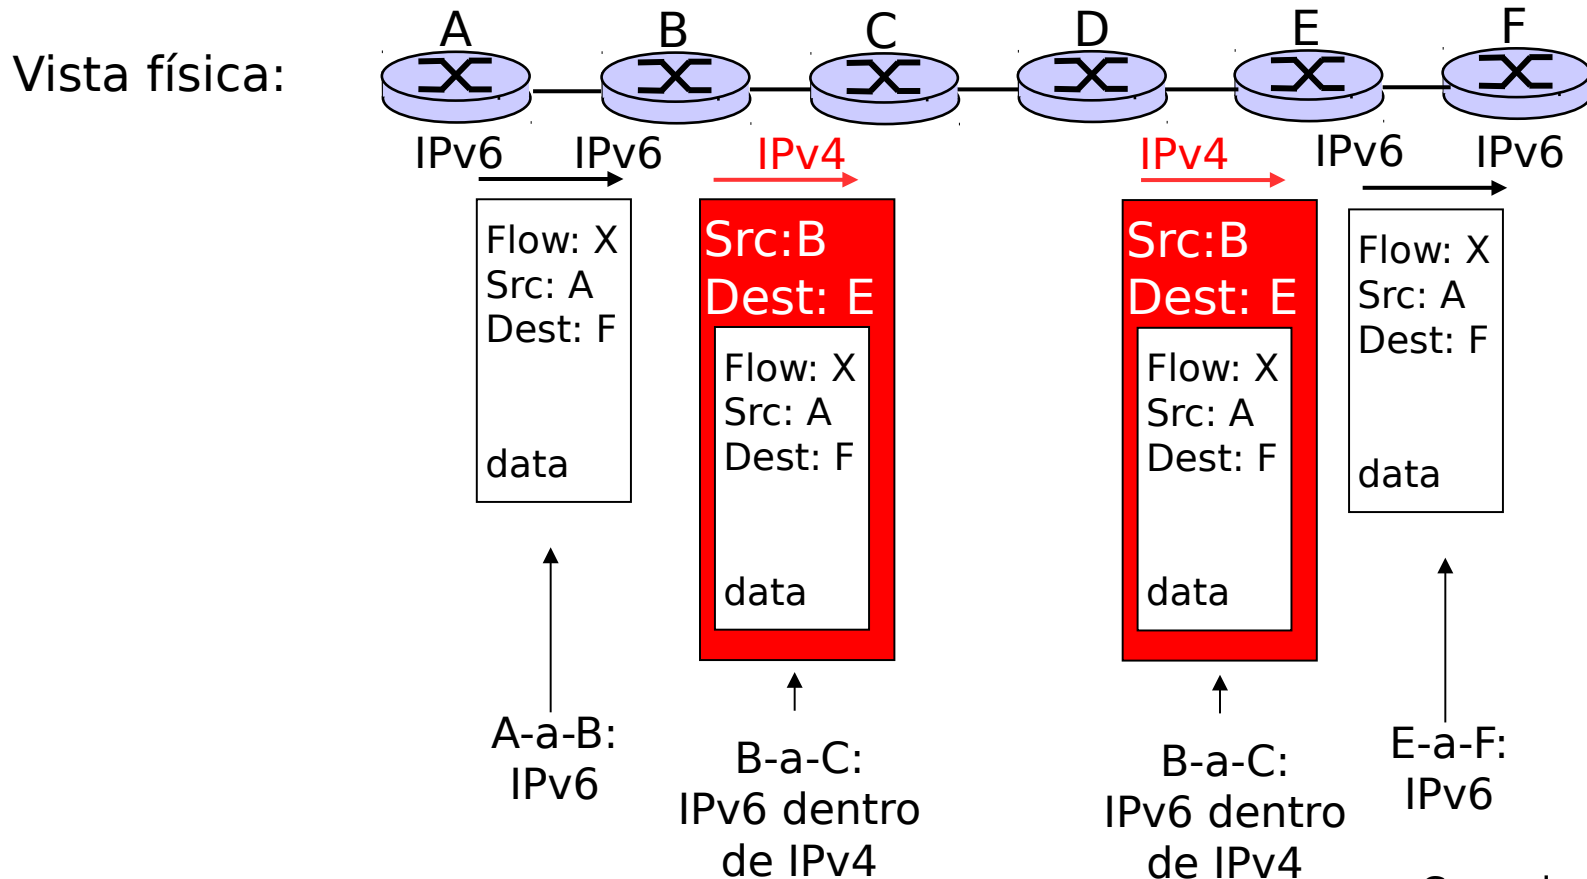 A B C D E F
Vista física:
IPv6 IPv6 IPv4 IPv4 IPv6 IPv6
Flow: X
Src: A
Dest: F
data
Src:B
Dest: E
Flow: X
Src: A
Dest: F
data
Src:B
Dest: E
Flow: X
Src: A
Dest: F
data
Flow: X
Src: A
Dest: F
data
A-a-B:
IPv6
B-a-C:
IPv6 dentro
de IPv4
B-a-C:
IPv6 dentro
de IPv4
E-a-F:
IPv6